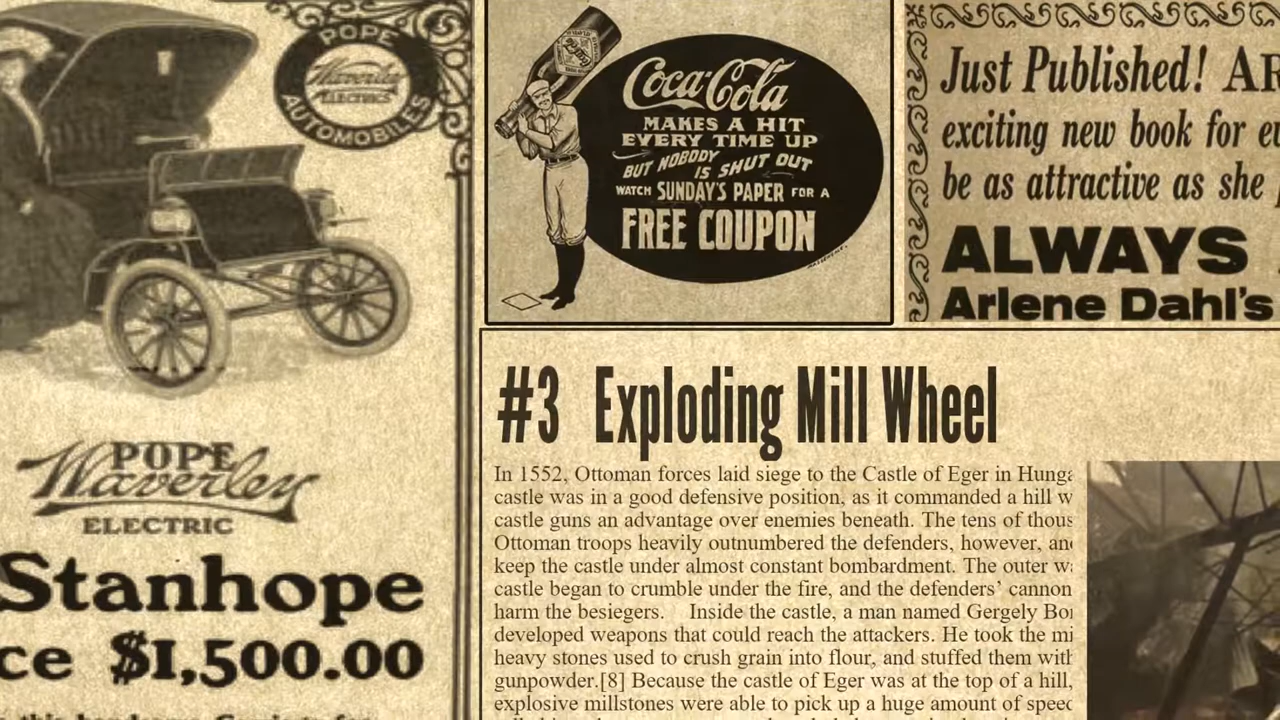 POPE
Waverley
ELECTRICS
AUTOMOBILES
POPE
Waverley
ELECTRIC
Stanhope
ce $1,500.00
Coca-Cola
MAKES A HIT
EVERY TIME UP
BUT NOBODY
IS SHUT OUT
WATCH SUNDAY'S PAPER FOR A
FREE COUPON
Just Published! AR
exciting new book for ev
be as attractive as she
ALWAYS
Arlene Dahl's
#3 Exploding Mill Wheel
In 1552, Ottoman forces laid siege to the Castle of Eger in Hunga
castle was in a good defensive position, as it commanded a hill w
castle guns an advantage over enemies beneath. The tens of thous
Ottoman troops heavily outnumbered the defenders, however, and
keep the castle under almost constant bombardment. The outer wa
castle began to crumble under the fire, and the defenders' cannon
harm the besiegers. Inside the castle, a man named Gergely Bor
developed weapons that could reach the attackers. He took the mi
heavy stones used to crush grain into flour, and stuffed them with
gunpowder.[8] Because the castle of Eger was at the top of a hill,
explosive millstones were able to pick up a huge amount of speed